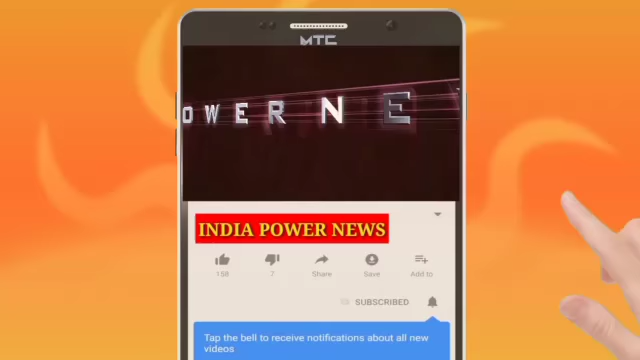 MTC
OWER NE
INDIA POWER NEWS
158
7
Share
Save
Add to
SUBSCRIBED
Tap the bell to receive notifications about all new
videos